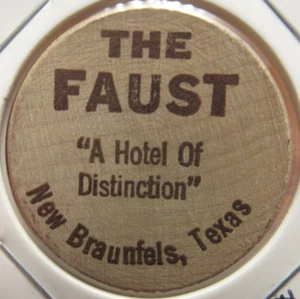 THE
FAUST
"A Hotel Of
Distinction"
New Braunfels, Texas